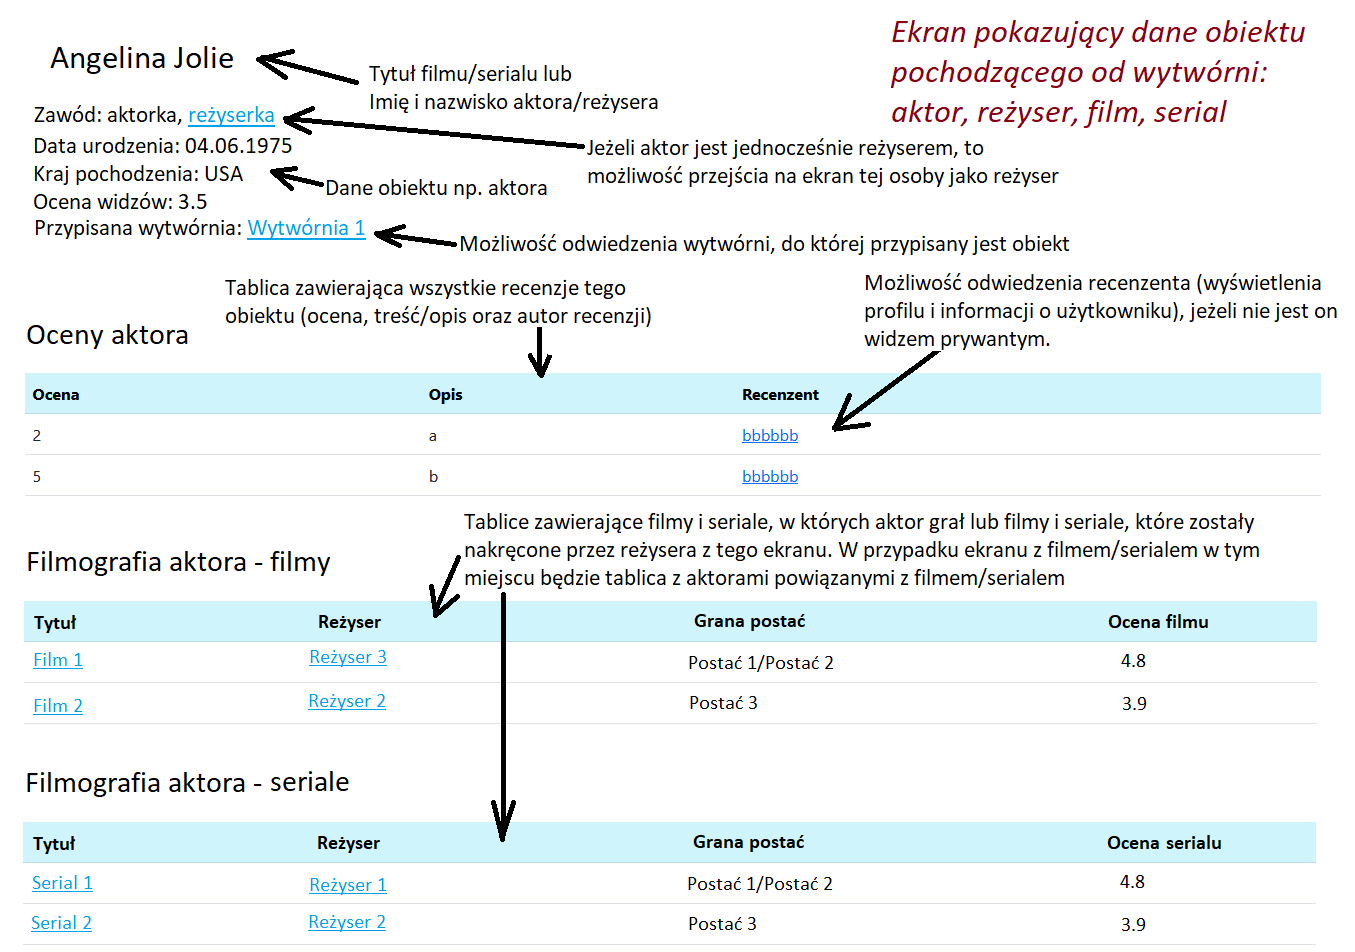 Ekran pokazujący dane obiektu
pochodzącego od wytwórni:
aktor, reżyser, film, serial
Angelina Jolie
Tytuł filmu/serialu lub
Imię i nazwisko aktora/reżysera
Zawód: aktorka, reżyserka
Data urodzenia: 04.06.1975
Kraj pochodzenia: USA
Ocena widzów: 3.5
Przypisana wytwórnia: Wytwórnia 1
Jeżeli aktor jest jednocześnie reżyserem, to
możliwość przejścia na ekran tej osoby jako reżyser
Dane obiektu np. aktora
Możliwość odwiedzenia wytwórni, do której przypisany jest obiekt
Tablica zawierająca wszystkie recenzje tego
obiektu (ocena, treść/opis oraz autor recenzji)
Możliwość odwiedzenia recenzenta (wyświetlenia
profilu i informacji o użytkowniku), jeżeli nie jest on
widzem prywantym.
Oceny aktora
Ocena Opis Recenzent
2 a bbbbbb
5 b bbbbbb
Tablice zawierające filmy i seriale, w których aktor grał lub filmy i seriale, które zostały
nakręcone przez reżysera z tego ekranu. W przypadku ekranu z filmem/serialem w tym
miejscu będzie tablica z aktorami powiązanymi z filmem/serialem
Filmografia aktora - filmy
Tytuł Reżyser Grana postać Ocena filmu
Film 1 Reżyser 3 Postać 1/Postać 2 4.8
Film 2 Reżyser 2 Postać 3 3.9
Filmografia aktora - seriale
Tytuł Reżyser Grana postać Ocena serialu
Serial 1 Reżyser 1 Postać 1/Postać 2 4.8
Serial 2 Reżyser 2 Postać 3 3.9